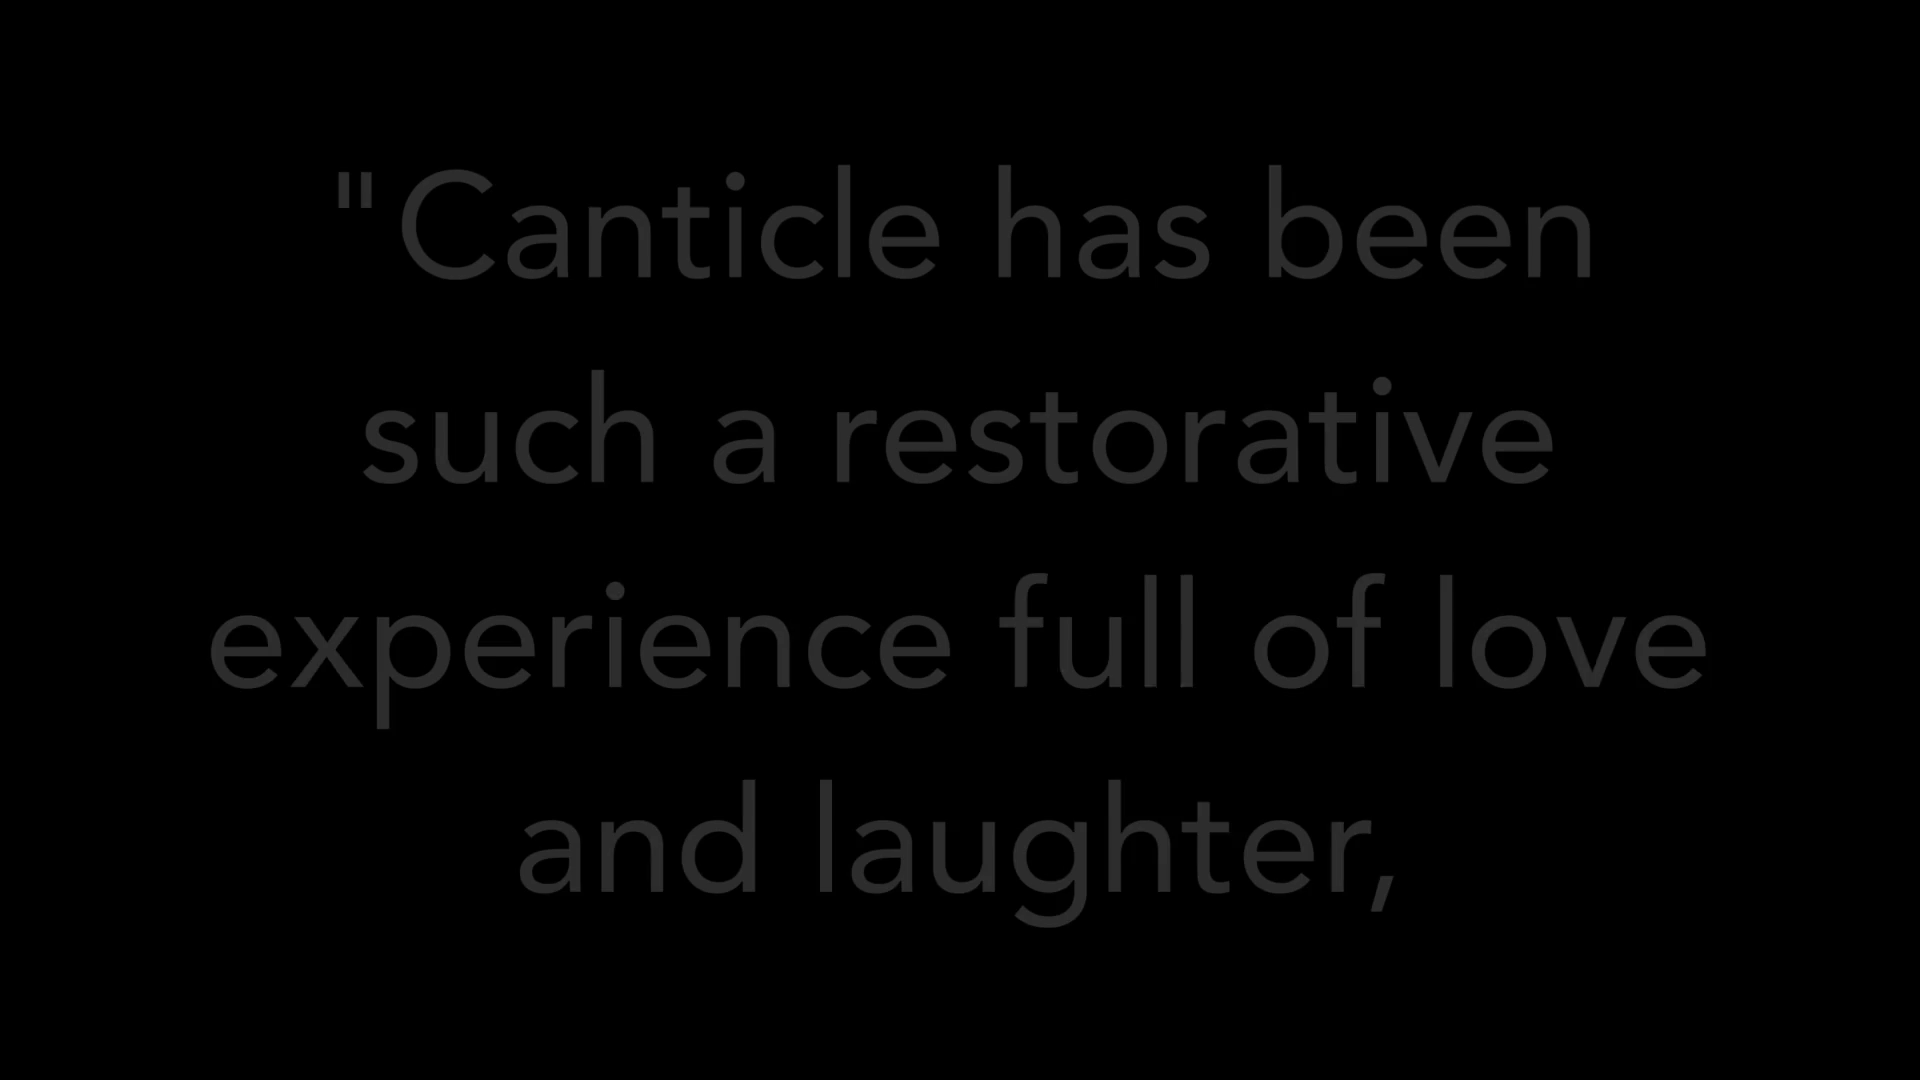 "Canticle has been
such a restorative
experience full of love
and laughter,